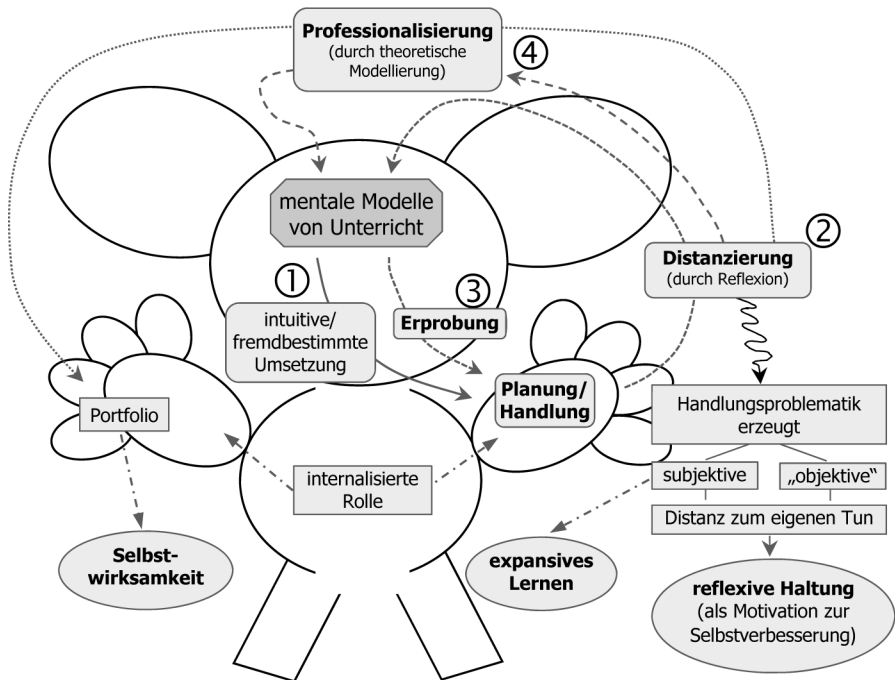 Professionalisierung
(durch theoretische
Modellierung)
④
mentale Modelle
von Unterricht
②
Distanzierung
(durch Reflexion)
①
intuitive/
fremdbestimmte
Umsetzung
③
Erprobung
Planung/
Handlung
Portfolio
Handlungsproblematik
erzeugt
internalisierte
Rolle
subjektive
„objektive“
Distanz zum eigenen Tun
Selbst-
wirksamkeit
expansives
Lernen
reflexive Haltung
(als Motivation zur
Selbstverbesserung)